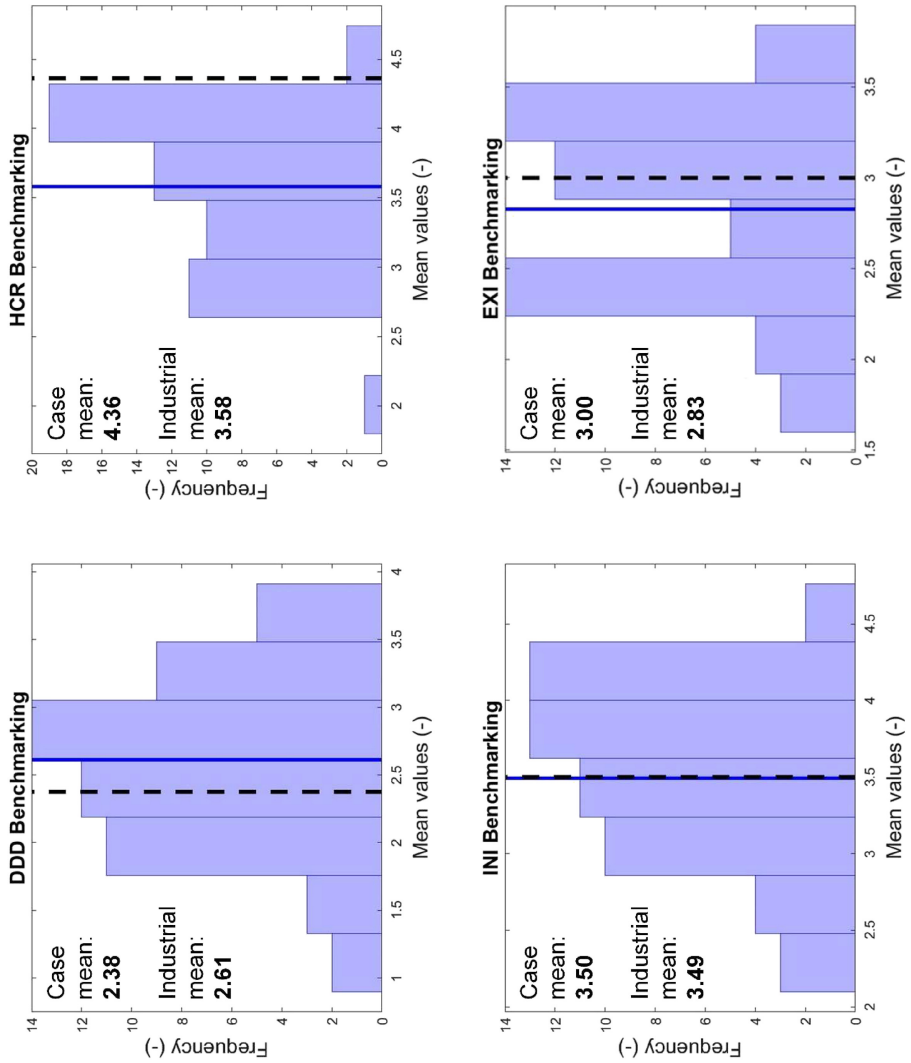 DDD Benchmarking
14
12
10
8
6
4
2
0
Frequency (-)
Case
mean:
2.38
Industrial
mean:
2.61
1 1.5 2 2.5 3 3.5 4
Mean values (-)
HCR Benchmarking
20
18
16
14
12
10
8
6
4
2
0
Frequency (-)
Case
mean:
4.36
Industrial
mean:
3.58
2 2.5 3 3.5 4 4.5
Mean values (-)
INI Benchmarking
14
12
10
8
6
4
2
0
Frequency (-)
Case
mean:
3.50
Industrial
mean:
3.49
2 2.5 3 3.5 4 4.5
Mean values (-)
EXI Benchmarking
14
12
10
8
6
4
2
0
Frequency (-)
Case
mean:
3.00
Industrial
mean:
2.83
1.5 2 2.5 3 3.5
Mean values (-)